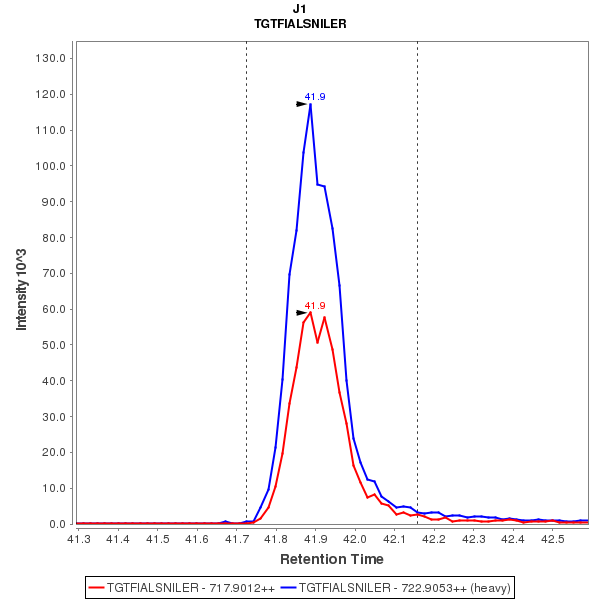 J1
TGTFIALSNILER
Intensity 10^3
130.0
120.0
110.0
100.0
90.0
80.0
70.0
60.0
50.0
40.0
30.0
20.0
10.0
0.0
41.9
41.9
41.3 41.4 41.5 41.6 41.7 41.8 41.9 42.0 42.1 42.2 42.3 42.4 42.5
Retention Time
TGTFIALSNILER - 717.9012++ TGTFIALSNILER - 722.9053++ (heavy)